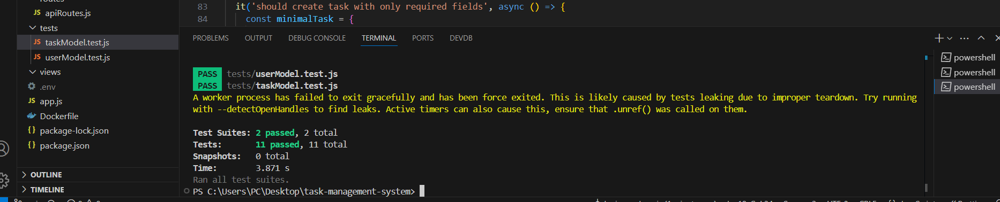 routes
JS apiRoutes.js
tests
JS taskModel.test.js
JS userModel.test.js
views
.env
JS app.js
Dockerfile
{} package-lock.json
{} package.json
OUTLINE
TIMELINE
83 it('should create task with only required fields', async () => {
84 const minimalTask = {
PROBLEMS OUTPUT DEBUG CONSOLE TERMINAL PORTS DEVDB
PASS tests/userModel.test.js
PASS tests/taskModel.test.js
A worker process has failed to exit gracefully and has been force exited. This is likely caused by tests leaking due to improper teardown. Try running
with --detectOpenHandles to find leaks. Active timers can also cause this, ensure that .unref() was called on them.
Test Suites: 2 passed, 2 total
Tests: 11 passed, 11 total
Snapshots: 0 total
Time: 3.871 s
Ran all test suites.
PS C:\Users\PC\Desktop\task-management-system>
powershell
powershell
powershell